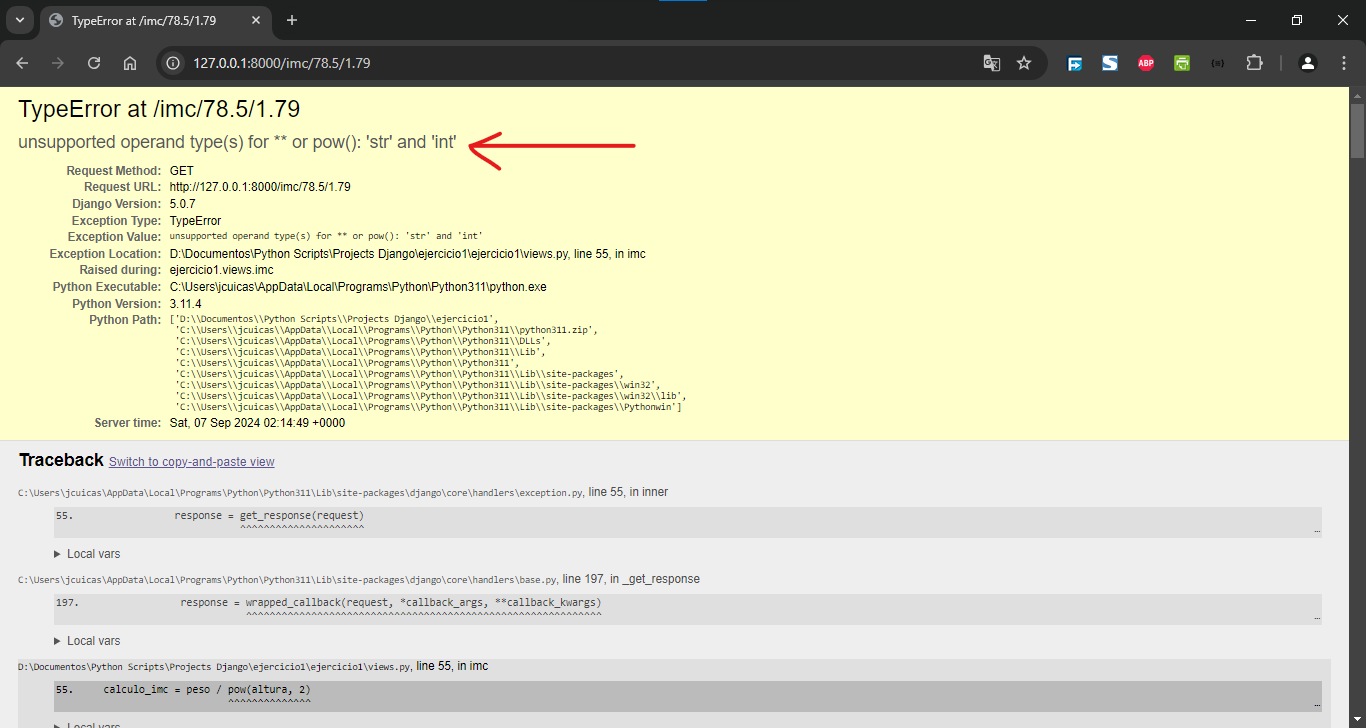 TypeError at /imc/78.5/1.79
127.0.0.1:8000/imc/78.5/1.79
ABP
TypeError at /imc/78.5/1.79
unsupported operand type(s) for ** or pow(): 'str' and 'int'
Request Method: GET
Request URL: http://127.0.0.1:8000/imc/78.5/1.79
Django Version: 5.0.7
Exception Type: TypeError
Exception Value: unsupported operand type(s) for ** or pow(): 'str' and 'int'
Exception Location: D:\Documentos\Python Scripts\Projects Django\ejercicio1\ejercicio1\views.py, line 55, in imc
Raised during: ejercicio1.views.imc
Python Executable: C:\Users\jcuicas\AppData\Local\Programs\Python\Python311\python.exe
Python Version: 3.11.4
Python Path: ['D:\\Documentos\\Python Scripts\\Projects Django\\ejercicio1',
'C:\\Users\\jcuicas\\AppData\\Local\\Programs\\Python\\Python311\\python311.zip',
'C:\\Users\\jcuicas\\AppData\\Local\\Programs\\Python\\Python311\\DLLs',
'C:\\Users\\jcuicas\\AppData\\Local\\Programs\\Python\\Python311\\Lib',
'C:\\Users\\jcuicas\\AppData\\Local\\Programs\\Python\\Python311',
'C:\\Users\\jcuicas\\AppData\\Local\\Programs\\Python\\Python311\\Lib\\site-packages',
'C:\\Users\\jcuicas\\AppData\\Local\\Programs\\Python\\Python311\\Lib\\site-packages\\win32',
'C:\\Users\\jcuicas\\AppData\\Local\\Programs\\Python\\Python311\\Lib\\site-packages\\win32\\lib',
'C:\\Users\\jcuicas\\AppData\\Local\\Programs\\Python\\Python311\\Lib\\site-packages\\Pythonwin']
Server time: Sat, 07 Sep 2024 02:14:49 +0000
Traceback Switch to copy-and-paste view
C:\Users\jcuicas\AppData\Local\Programs\Python\Python311\Lib\site-packages\django\core\handlers\exception.py, line 55, in inner
55. response = get_response(request)
^^^^^^^^^^^^^^^^^^^^^
…
Local vars
C:\Users\jcuicas\AppData\Local\Programs\Python\Python311\Lib\site-packages\django\core\handlers\base.py, line 197, in _get_response
197. response = wrapped_callback(request, *callback_args, **callback_kwargs)
^^^^^^^^^^^^^^^^^^^^^^^^^^^^^^^^^^^^^^^^^^^^^^^^^^^^^^^^^^^^
…
Local vars
D:\Documentos\Python Scripts\Projects Django\ejercicio1\ejercicio1\views.py, line 55, in imc
55. calculo_imc = peso / pow(altura, 2)
^^^^^^^^^^^^^^
…
Local vars